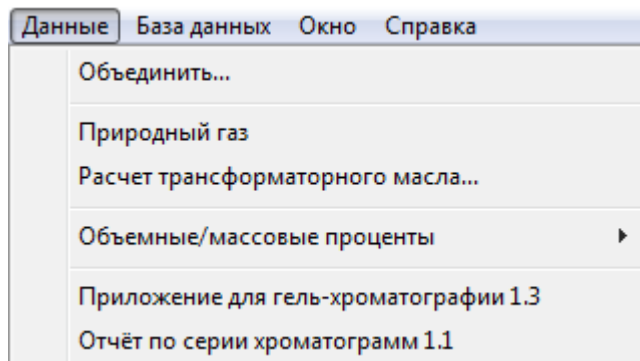 Данные База данных Окно Справка
Объединить...
Природный газ
Расчет трансформаторного масла...
Объемные/массовые проценты
Приложение для гель-хроматографии 1.3
Отчёт по серии хроматограмм 1.1